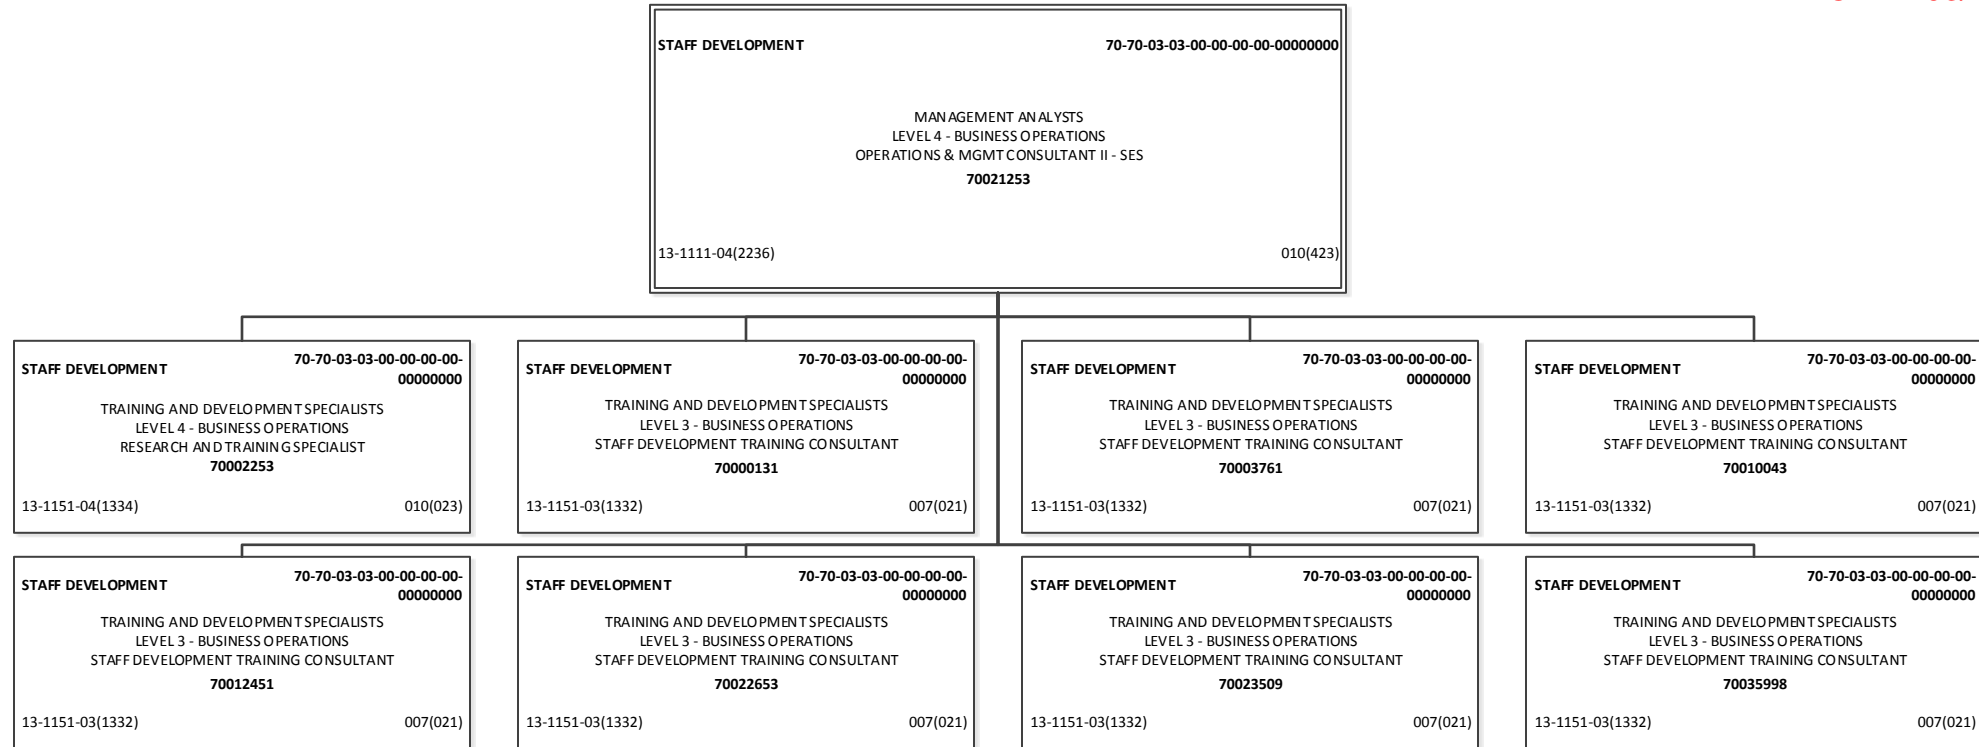 STAFF DEVELOPMENT 70-70-03-03-00-00-00-00-00000000
MANAGEMENT ANALYSTS
LEVEL 4 - BUSINESS OPERATIONS
OPERATIONS & MGMT CONSULTANT II - SES
70021253
13-1111-04(2236) 010(423)
STAFF DEVELOPMENT 70-70-03-03-00-00-00-00-
00000000
TRAINING AND DEVELOPMENT SPECIALISTS
LEVEL 4 - BUSINESS OPERATIONS
RESEARCH AND TRAINING SPECIALIST
70002253
13-1151-04(1334) 010(023)
STAFF DEVELOPMENT 70-70-03-03-00-00-00-00-
00000000
TRAINING AND DEVELOPMENT SPECIALISTS
LEVEL 3 - BUSINESS OPERATIONS
STAFF DEVELOPMENT TRAINING CONSULTANT
70000131
13-1151-03(1332) 007(021)
STAFF DEVELOPMENT 70-70-03-03-00-00-00-00-
00000000
TRAINING AND DEVELOPMENT SPECIALISTS
LEVEL 3 - BUSINESS OPERATIONS
STAFF DEVELOPMENT TRAINING CONSULTANT
70003761
13-1151-03(1332) 007(021)
STAFF DEVELOPMENT 70-70-03-03-00-00-00-00-
00000000
TRAINING AND DEVELOPMENT SPECIALISTS
LEVEL 3 - BUSINESS OPERATIONS
STAFF DEVELOPMENT TRAINING CONSULTANT
70010043
13-1151-03(1332) 007(021)
STAFF DEVELOPMENT 70-70-03-03-00-00-00-00-
00000000
TRAINING AND DEVELOPMENT SPECIALISTS
LEVEL 3 - BUSINESS OPERATIONS
STAFF DEVELOPMENT TRAINING CONSULTANT
70012451
13-1151-03(1332) 007(021)
STAFF DEVELOPMENT 70-70-03-03-00-00-00-00-
00000000
TRAINING AND DEVELOPMENT SPECIALISTS
LEVEL 3 - BUSINESS OPERATIONS
STAFF DEVELOPMENT TRAINING CONSULTANT
70022653
13-1151-03(1332) 007(021)
STAFF DEVELOPMENT 70-70-03-03-00-00-00-00-
00000000
TRAINING AND DEVELOPMENT SPECIALISTS
LEVEL 3 - BUSINESS OPERATIONS
STAFF DEVELOPMENT TRAINING CONSULTANT
70023509
13-1151-03(1332) 007(021)
STAFF DEVELOPMENT 70-70-03-03-00-00-00-00-
00000000
TRAINING AND DEVELOPMENT SPECIALISTS
LEVEL 3 - BUSINESS OPERATIONS
STAFF DEVELOPMENT TRAINING CONSULTANT
70035998
13-1151-03(1332) 007(021)